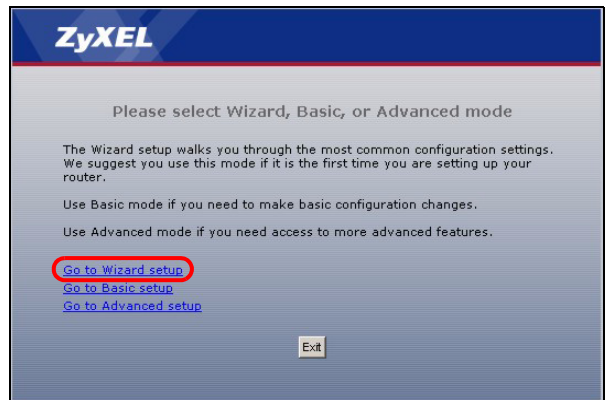 ZyXEL
Please select Wizard, Basic, or Advanced mode
The Wizard setup walks you through the most common configuration settings.
We suggest you use this mode if it is the first time you are setting up your
router.
Use Basic mode if you need to make basic configuration changes.
Use Advanced mode if you need access to more advanced features.
Go to Wizard setup
Go to Basic setup
Go to Advanced setup
Exit